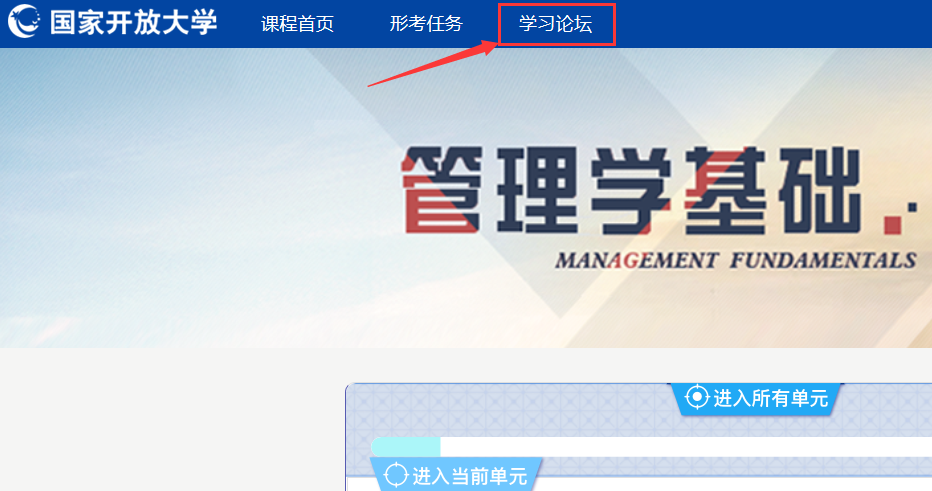 国家开放大学 课程首页 形考任务 学习论坛
管理学基础
MANAGEMENT FUNDAMENTALS
进入所有单元
进入当前单元